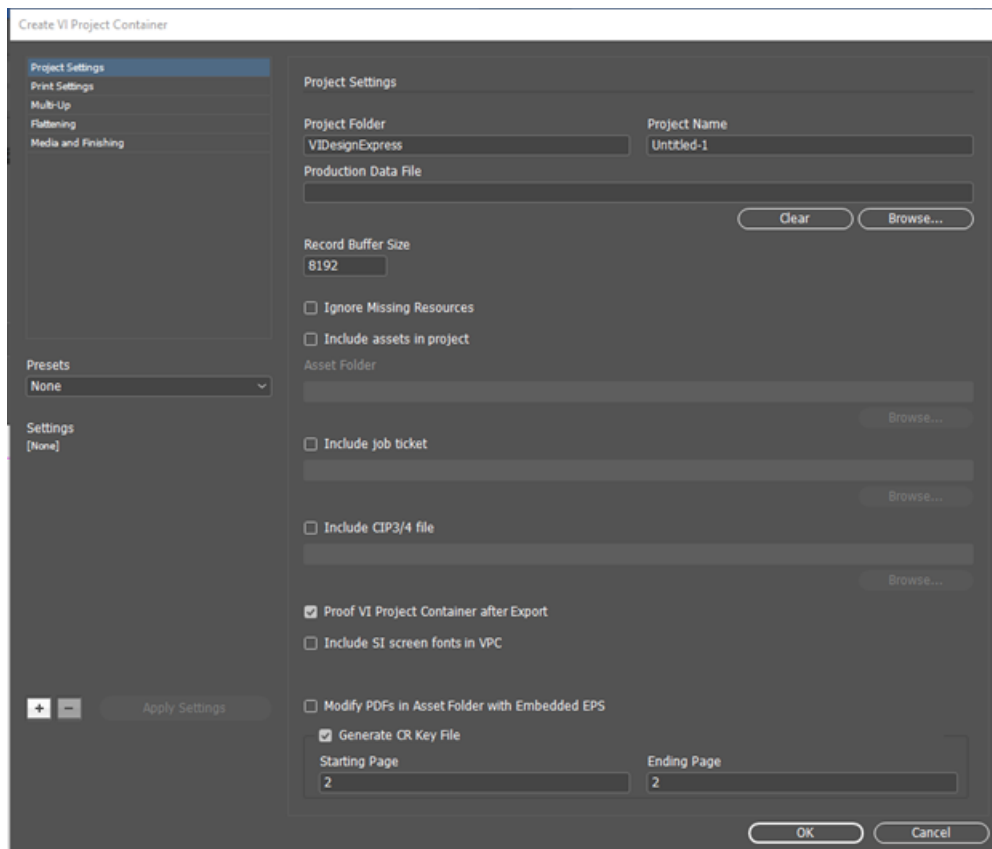 Create VI Project Container
Project Settings
Print Settings
Multi-Up
Flattening
Media and Finishing
Presets
None
Settings
[None]
+ − Apply Settings
Project Settings
Project Folder Project Name
VIDesignExpress Untitled-1
Production Data File
Clear Browse...
Record Buffer Size
8192
Ignore Missing Resources
Include assets in project
Asset Folder
Browse...
Include job ticket
Browse...
Include CIP3/4 file
Browse...
Proof VI Project Container after Export
Include SI screen fonts in VPC
Modify PDFs in Asset Folder with Embedded EPS
Generate CR Key File
Starting Page Ending Page
2 2
OK Cancel